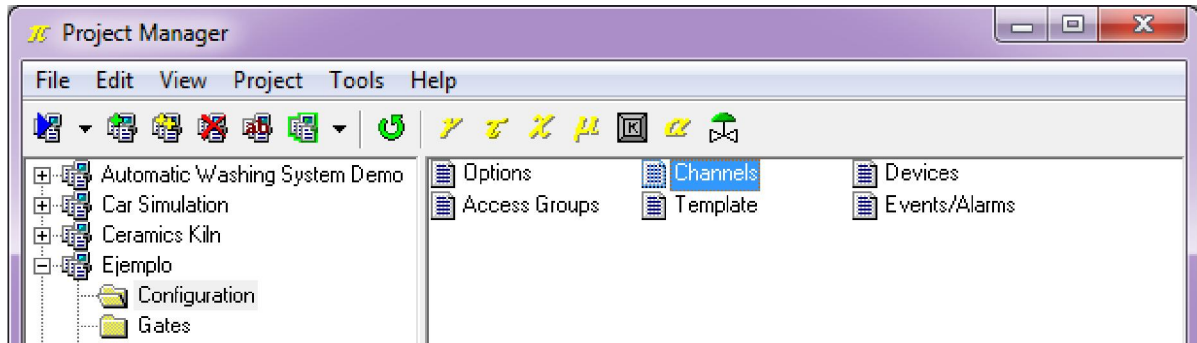 Project Manager
File Edit View Project Tools Help
γ τ χ μ K α
Automatic Washing System Demo
Car Simulation
Ceramics Kiln
Ejemplo
Configuration
Gates
Options Channels Devices
Access Groups Template Events/Alarms